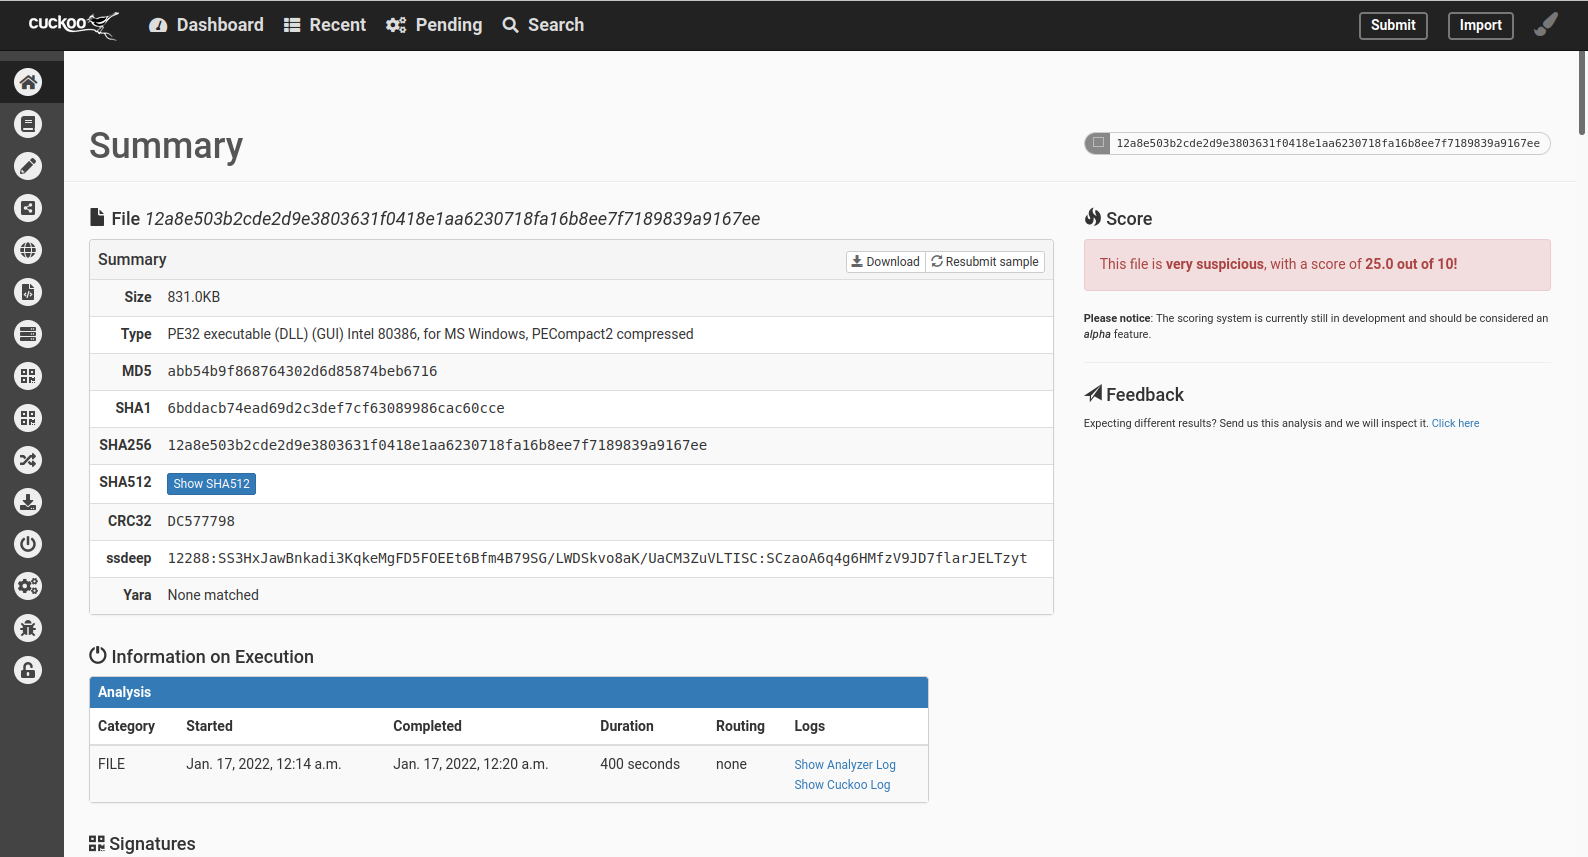 cuckoo Dashboard Recent Pending Search Submit Import
Summary
12a8e503b2cde2d9e3803631f0418e1aa6230718fa16b8ee7f7189839a9167ee
File 12a8e503b2cde2d9e3803631f0418e1aa6230718fa16b8ee7f7189839a9167ee
Summary Download Resubmit sample
Size 831.0KB
Type PE32 executable (DLL) (GUI) Intel 80386, for MS Windows, PECompact2 compressed
MD5 abb54b9f868764302d6d85874beb6716
SHA1 6bddacb74ead69d2c3def7cf63089986cac60cce
SHA256 12a8e503b2cde2d9e3803631f0418e1aa6230718fa16b8ee7f7189839a9167ee
SHA512 Show SHA512
CRC32 DC577798
ssdeep 12288:SS3HxJawBnkadi3KqkeMgFD5FOEEt6Bfm4B79SG/LWDSkvo8aK/UaCM3ZuVLTISC:SCzaoA6q4g6HMfzV9JD7flarJELTzyt
Yara None matched
Score
This file is very suspicious, with a score of 25.0 out of 10!
Please notice: The scoring system is currently still in development and should be considered an
alpha feature.
Feedback
Expecting different results? Send us this analysis and we will inspect it. Click here
Information on Execution
Analysis
Category Started Completed Duration Routing Logs
FILE Jan. 17, 2022, 12:14 a.m. Jan. 17, 2022, 12:20 a.m. 400 seconds none Show Analyzer Log
Show Cuckoo Log
Signatures